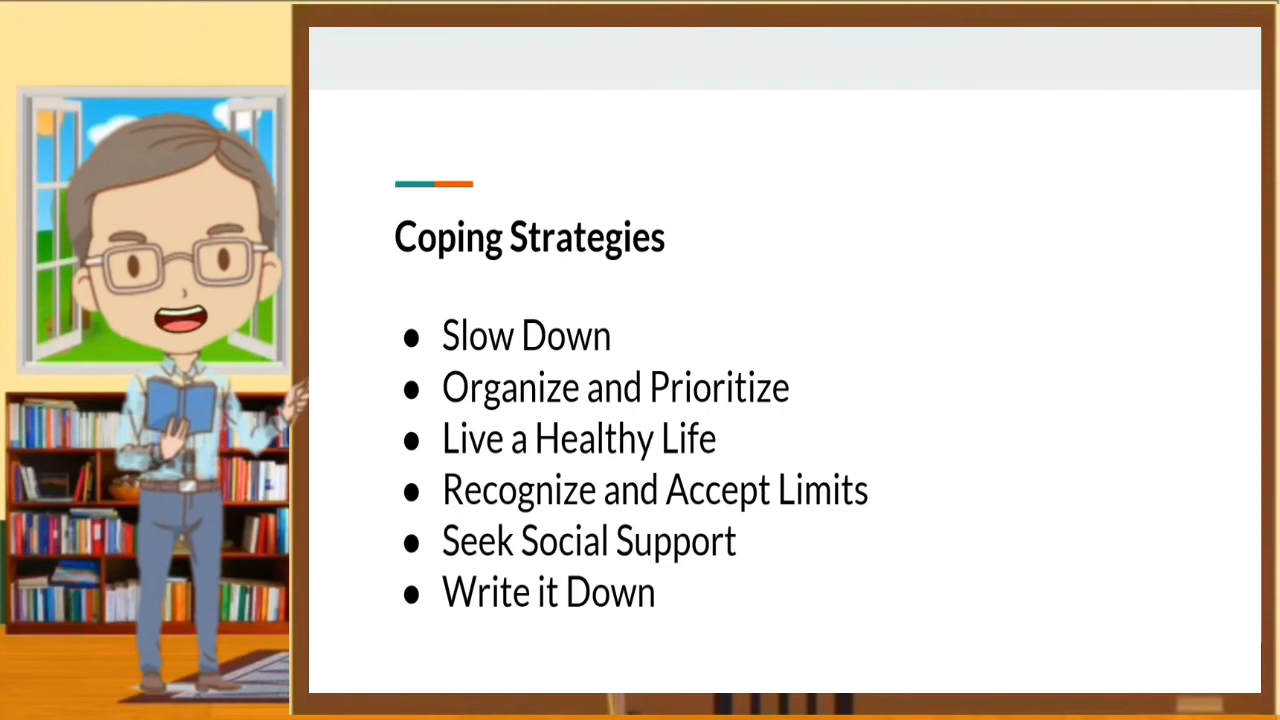 Coping Strategies
● Slow Down
● Organize and Prioritize
● Live a Healthy Life
● Recognize and Accept Limits
● Seek Social Support
● Write it Down